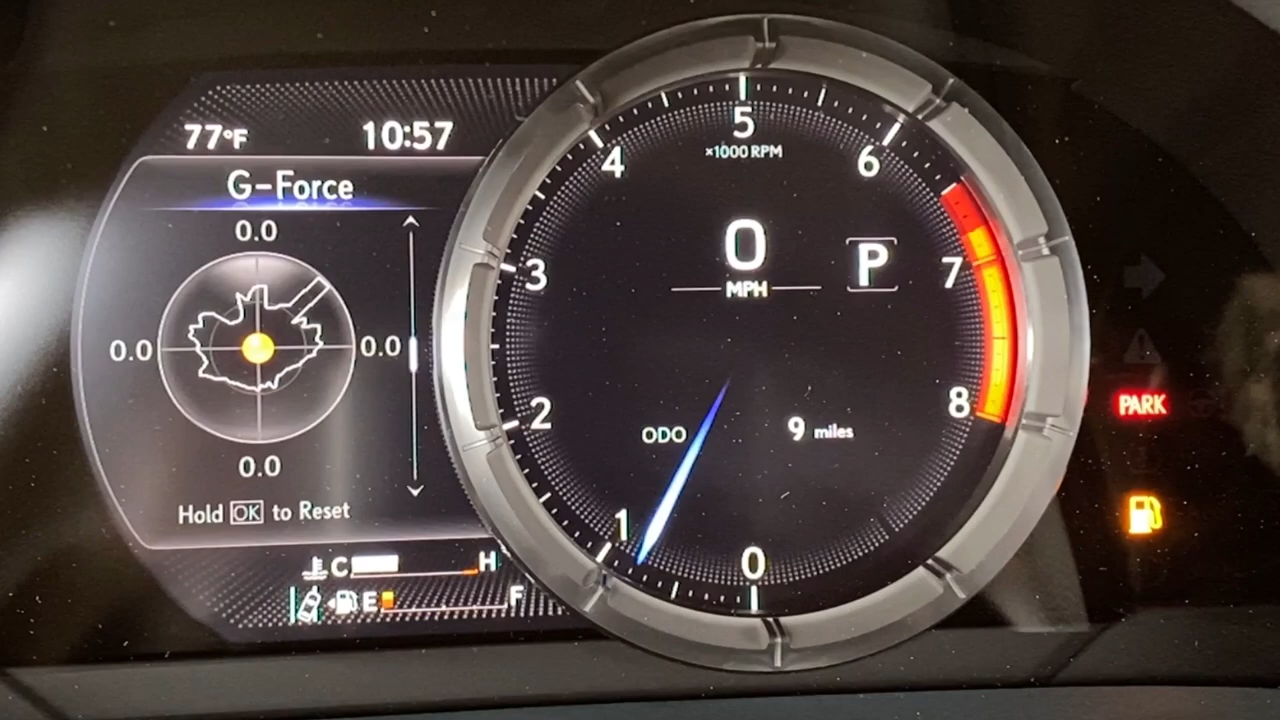 77°F 10:57
G-Force
0.0
0.0 0.0
0.0
Hold OK to Reset
C H
E F
0
1
2
3
4
5
6
7
8
×1000 RPM
0
MPH
P
ODO 9 miles
PARK